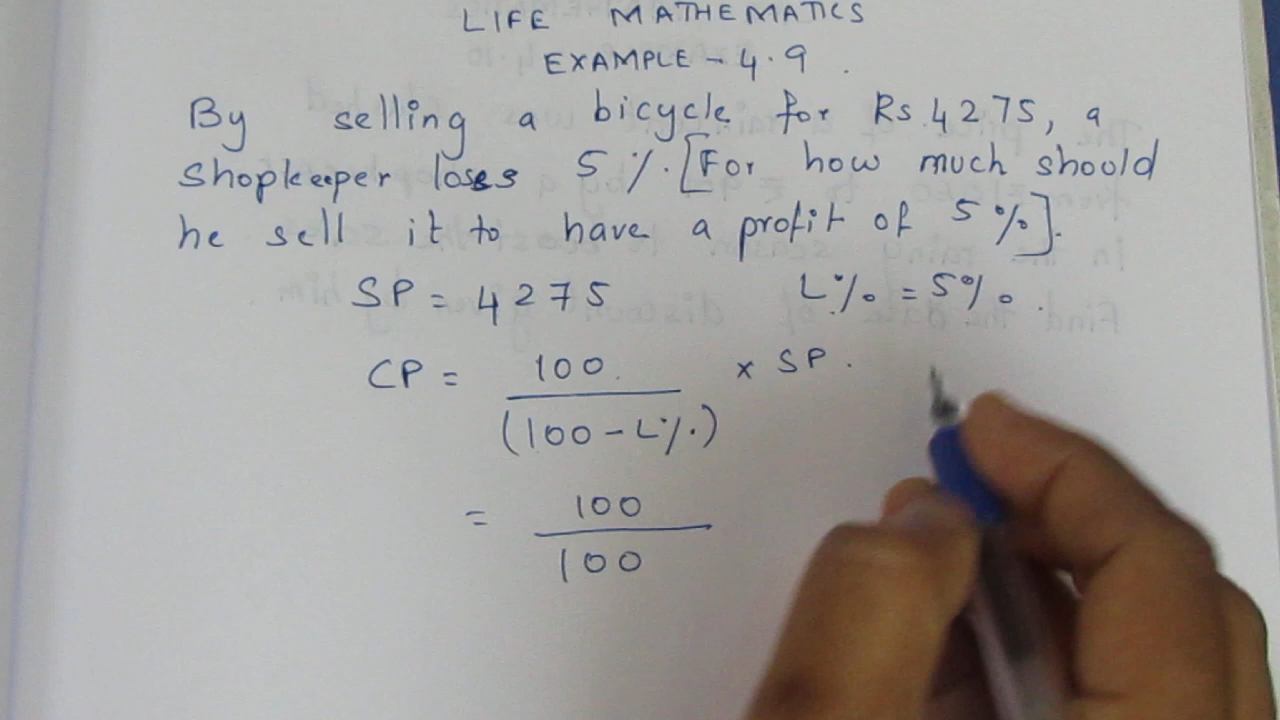 LIFE MATHEMATICS
EXAMPLE - 4.9
By selling a bicycle for Rs.4275, a
shopkeeper loses 5%. [For how much should
he sell it to have a profit of 5%].
SP = 4275 L% = 5%.
CP = 100 / (100 - L%) × SP.
= 100 / 100